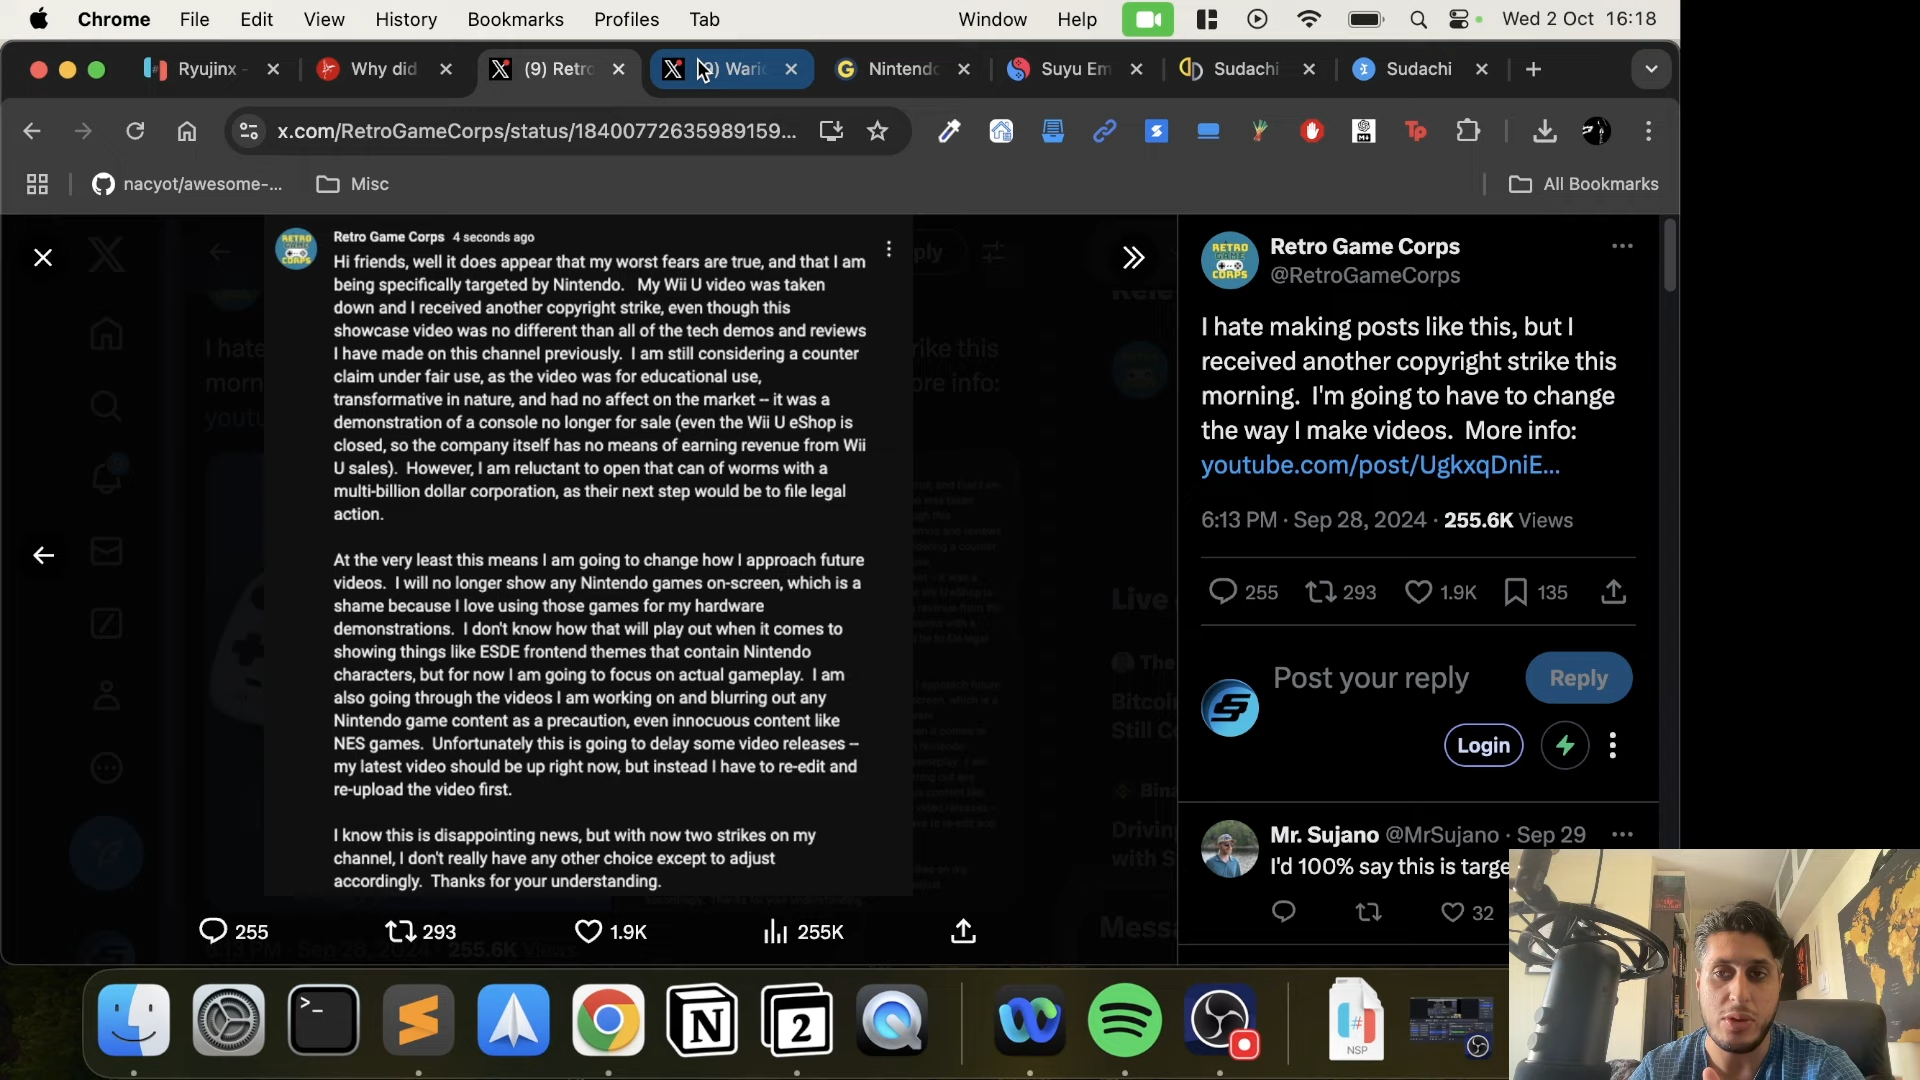 Chrome File Edit View History Bookmarks Profiles Tab Window Help Wed 2 Oct 16:18
Ryujinx - Why did (9) Retro Wario Nintendo Suyu Em Sudachi Sudachi
x.com/RetroGameCorps/status/18400772635989159...
nacyot/awesome-... Misc All Bookmarks
Retro Game Corps 4 seconds ago
Hi friends, well it does appear that my worst fears are true, and that I am
being specifically targeted by Nintendo. My Wii U video was taken
down and I received another copyright strike, even though this
showcase video was no different than all of the tech demos and reviews
I have made on this channel previously. I am still considering a counter
claim under fair use, as the video was for educational use,
transformative in nature, and had no affect on the market -- it was a
demonstration of a console no longer for sale (even the Wii U eShop is
closed, so the company itself has no means of earning revenue from Wii
U sales). However, I am reluctant to open that can of worms with a
multi-billion dollar corporation, as their next step would be to file legal
action.
At the very least this means I am going to change how I approach future
videos. I will no longer show any Nintendo games on-screen, which is a
shame because I love using those games for my hardware
demonstrations. I don't know how that will play out when it comes to
showing things like ESDE frontend themes that contain Nintendo
characters, but for now I am going to focus on actual gameplay. I am
also going through the videos I am working on and blurring out any
Nintendo game content as a precaution, even innocuous content like
NES games. Unfortunately this is going to delay some video releases --
my latest video should be up right now, but instead I have to re-edit and
re-upload the video first.
I know this is disappointing news, but with now two strikes on my
channel, I don't really have any other choice except to adjust
accordingly. Thanks for your understanding.
255 293 1.9K 255K
Retro Game Corps
@RetroGameCorps
I hate making posts like this, but I
received another copyright strike this
morning. I'm going to have to change
the way I make videos. More info:
youtube.com/post/UgkxqDniE...
6:13 PM · Sep 28, 2024 · 255.6K Views
255 293 1.9K 135
Post your reply Reply
Login
Mr. Sujano @MrSujano · Sep 29
I'd 100% say this is targe
32
RETRO GAME CORPS
NSP